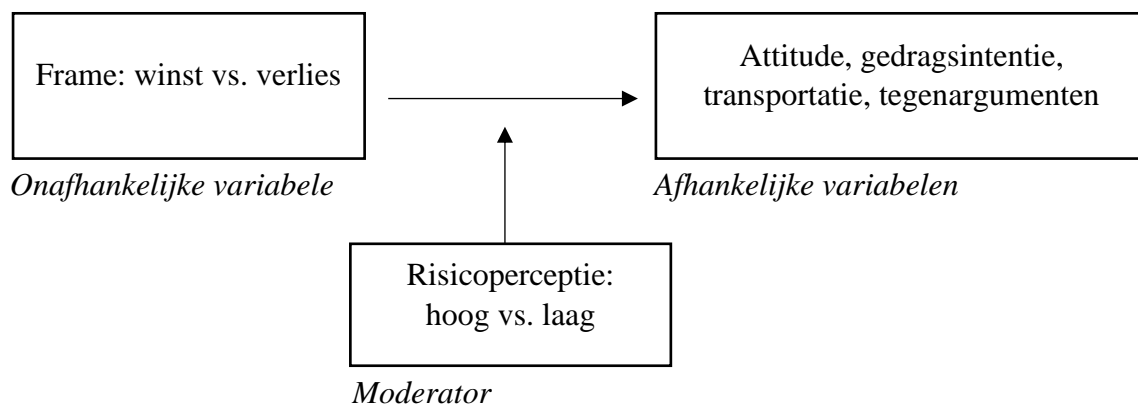 Frame: winst vs. verlies
Attitude, gedragsintentie,
transportatie, tegenargumenten
Onafhankelijke variabele
Afhankelijke variabelen
Risicoperceptie:
hoog vs. laag
Moderator